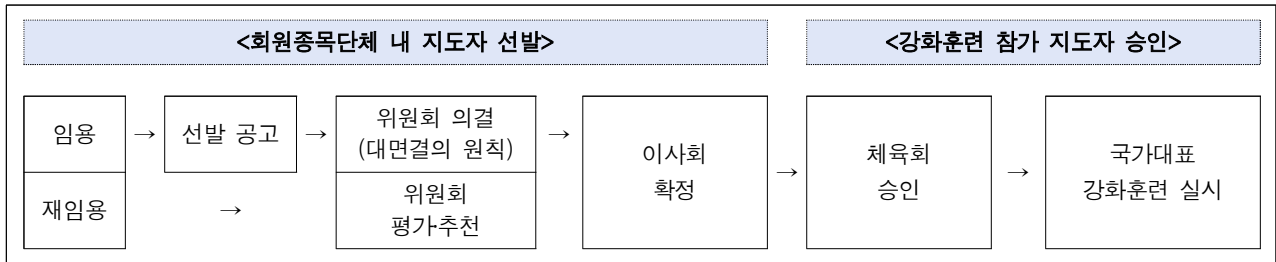 <회원종목단체 내 지도자 선발>
<강화훈련 참가 지도자 승인>
임용
→
선발 공고
→
위원회 의결
(대면결의 원칙)
→
재임용
→
위원회
평가·추천
이사회
확정
→
체육회
승인
→
국가대표
강화훈련 실시